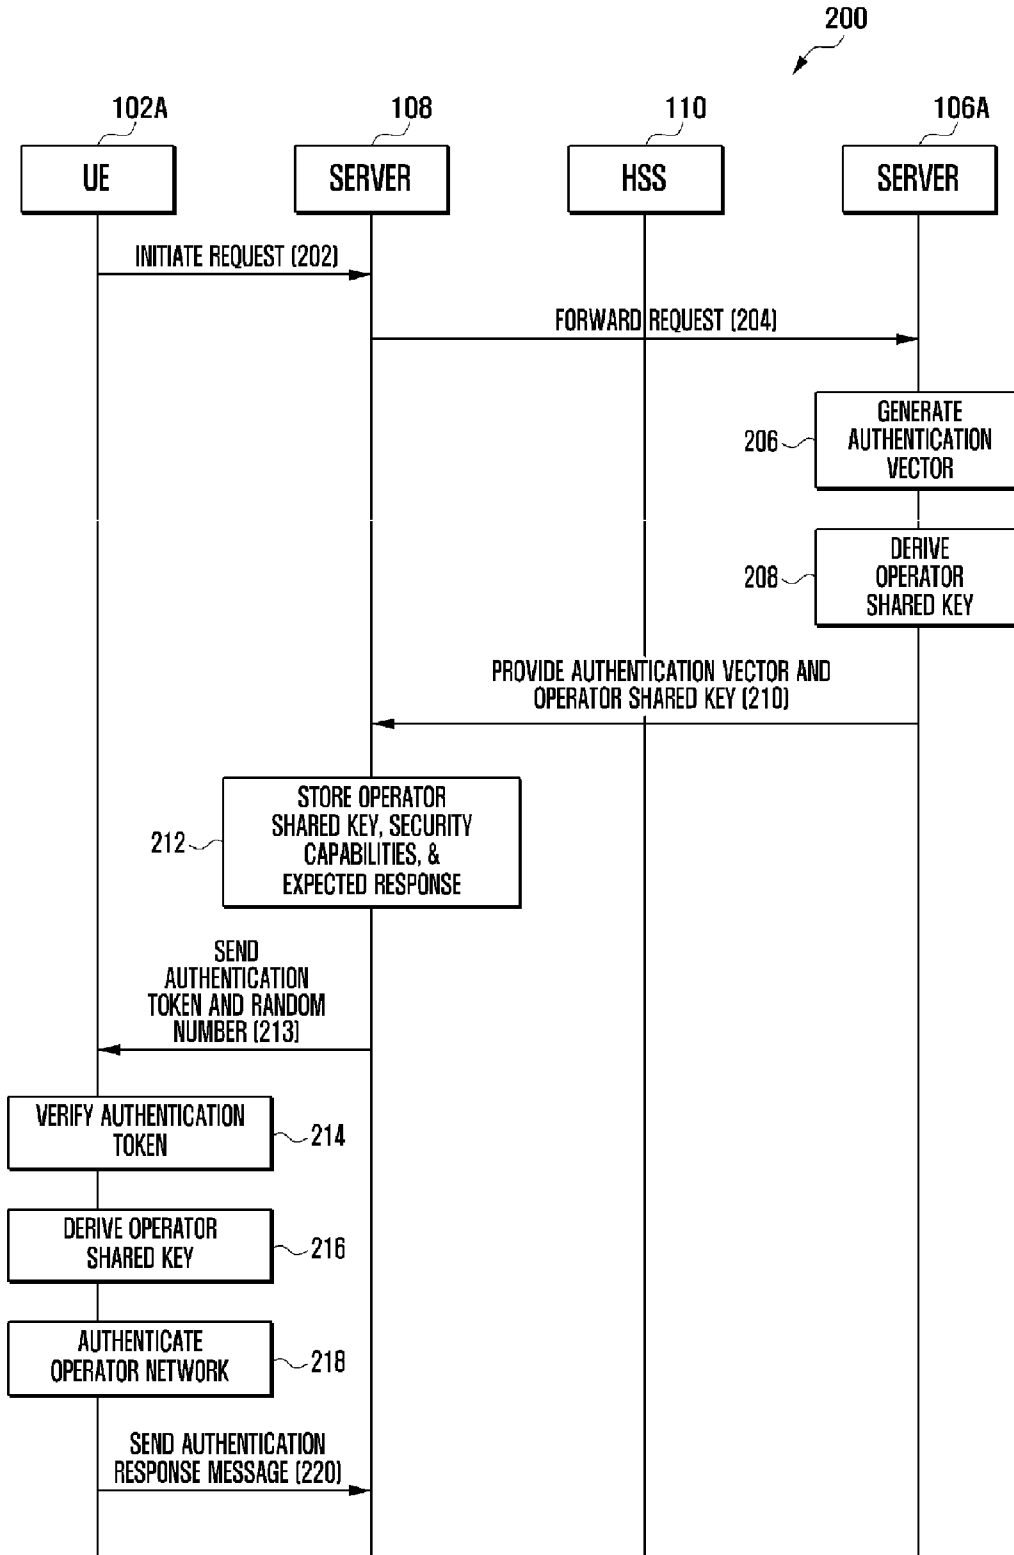 200
102A
108
110
106A
UE
SERVER
HSS
SERVER
INITIATE REQUEST (202)
FORWARD REQUEST (204)
206
GENERATE
AUTHENTICATION
VECTOR
208
DERIVE
OPERATOR
SHARED KEY
PROVIDE AUTHENTICATION VECTOR AND
OPERATOR SHARED KEY (210)
212
STORE OPERATOR
SHARED KEY, SECURITY
CAPABILITIES, &
EXPECTED RESPONSE
SEND
AUTHENTICATION
TOKEN AND RANDOM
NUMBER (213)
VERIFY AUTHENTICATION
TOKEN
214
DERIVE OPERATOR
SHARED KEY
216
AUTHENTICATE
OPERATOR NETWORK
218
SEND AUTHENTICATION
RESPONSE MESSAGE (220)